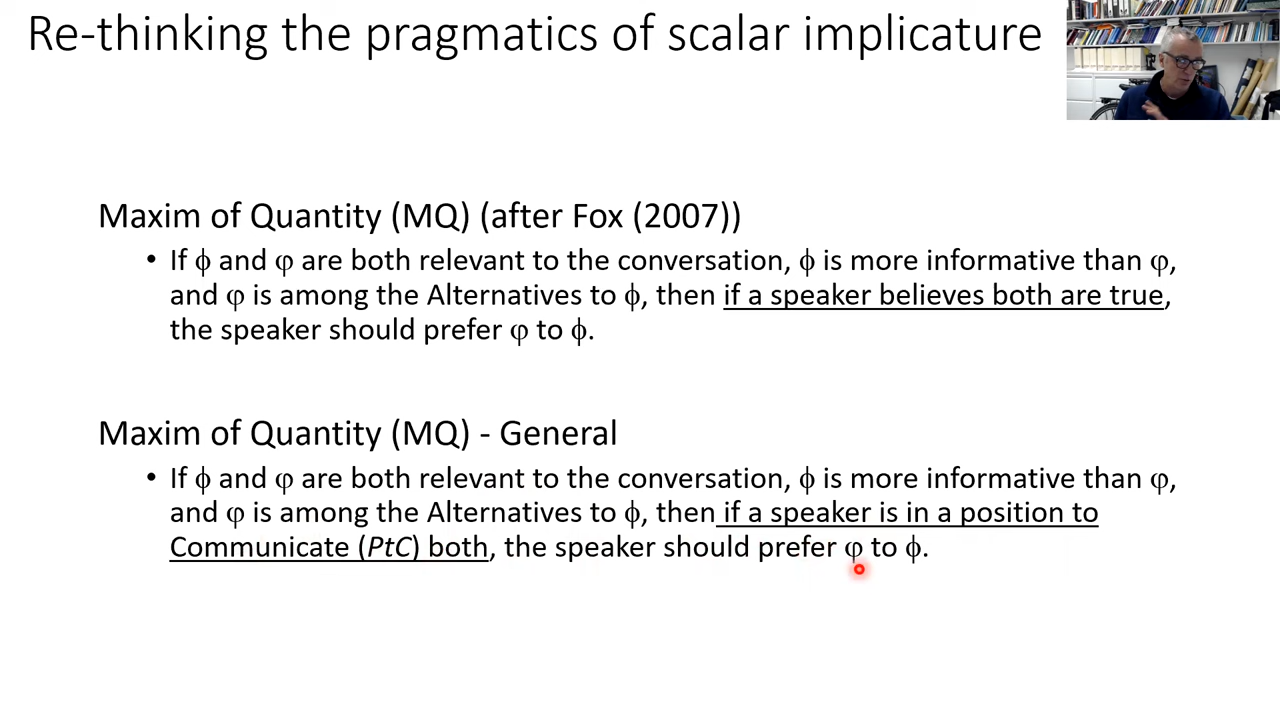 Re-thinking the pragmatics of scalar implicature
Maxim of Quantity (MQ) (after Fox (2007))
• If ϕ and φ are both relevant to the conversation, ϕ is more informative than φ,
and φ is among the Alternatives to ϕ, then if a speaker believes both are true,
the speaker should prefer φ to ϕ.
Maxim of Quantity (MQ) - General
• If ϕ and φ are both relevant to the conversation, ϕ is more informative than φ,
and φ is among the Alternatives to ϕ, then if a speaker is in a position to
Communicate (PtC) both, the speaker should prefer φ to ϕ.